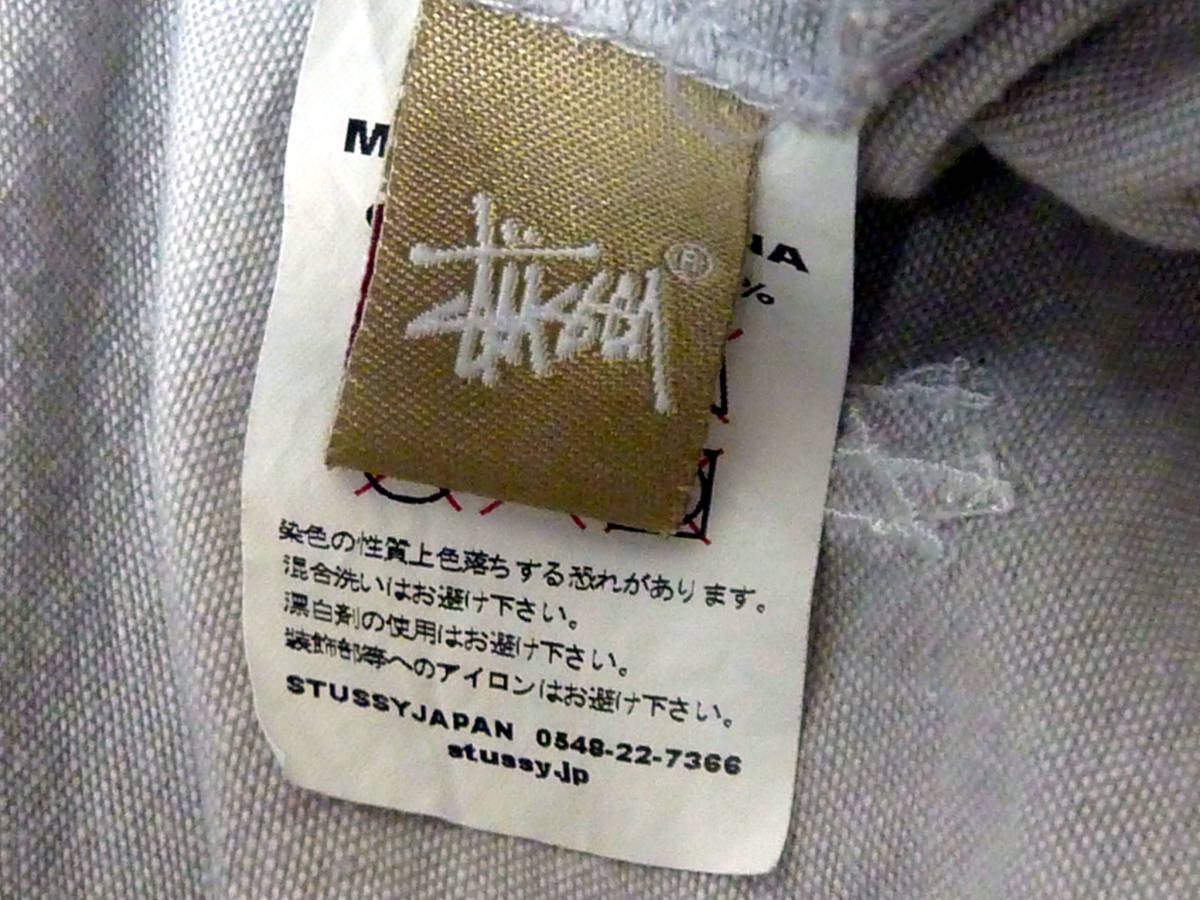 M
IA
%
Stüssy ®
染色の性質上色落ちする恐れがあります。
混合洗いはお避け下さい。
漂白剤の使用はお避け下さい。
装飾部等へのアイロンはお避け下さい。
STUSSYJAPAN 0548-22-7366
stussy.jp